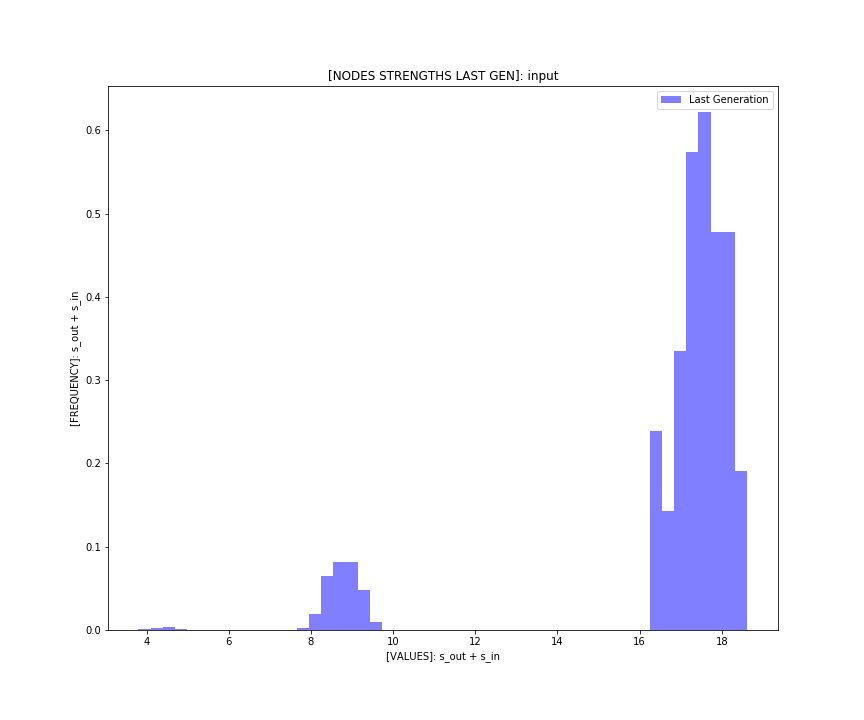 [NODES STRENGTHS LAST GEN]: input
Last Generation
[FREQUENCY]: s_out + s_in
0.6
0.5
0.4
0.3
0.2
0.1
0.0
4 6 8 10 12 14 16 18
[VALUES]: s_out + s_in